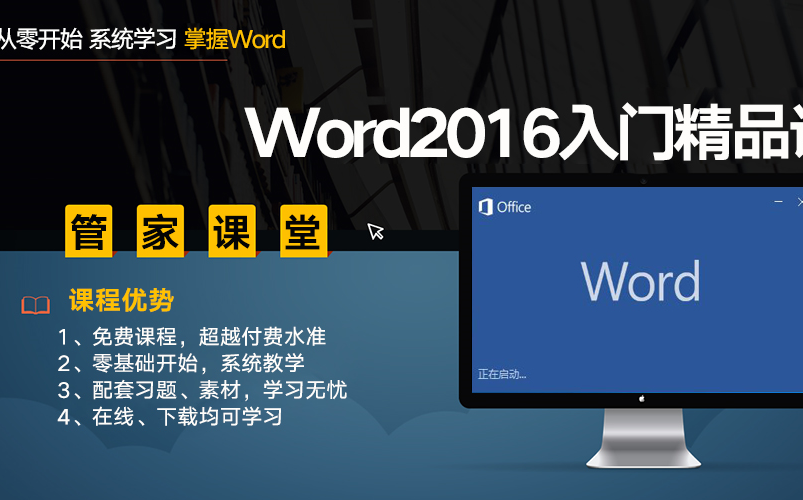 从零开始 系统学习 掌握Word
Word2016入门精品
管家课堂
课程优势
1、免费课程，超越付费水准
2、零基础开始，系统教学
3、配套习题、素材，学习无忧
4、在线、下载均可学习
Office
Word
正在启动...